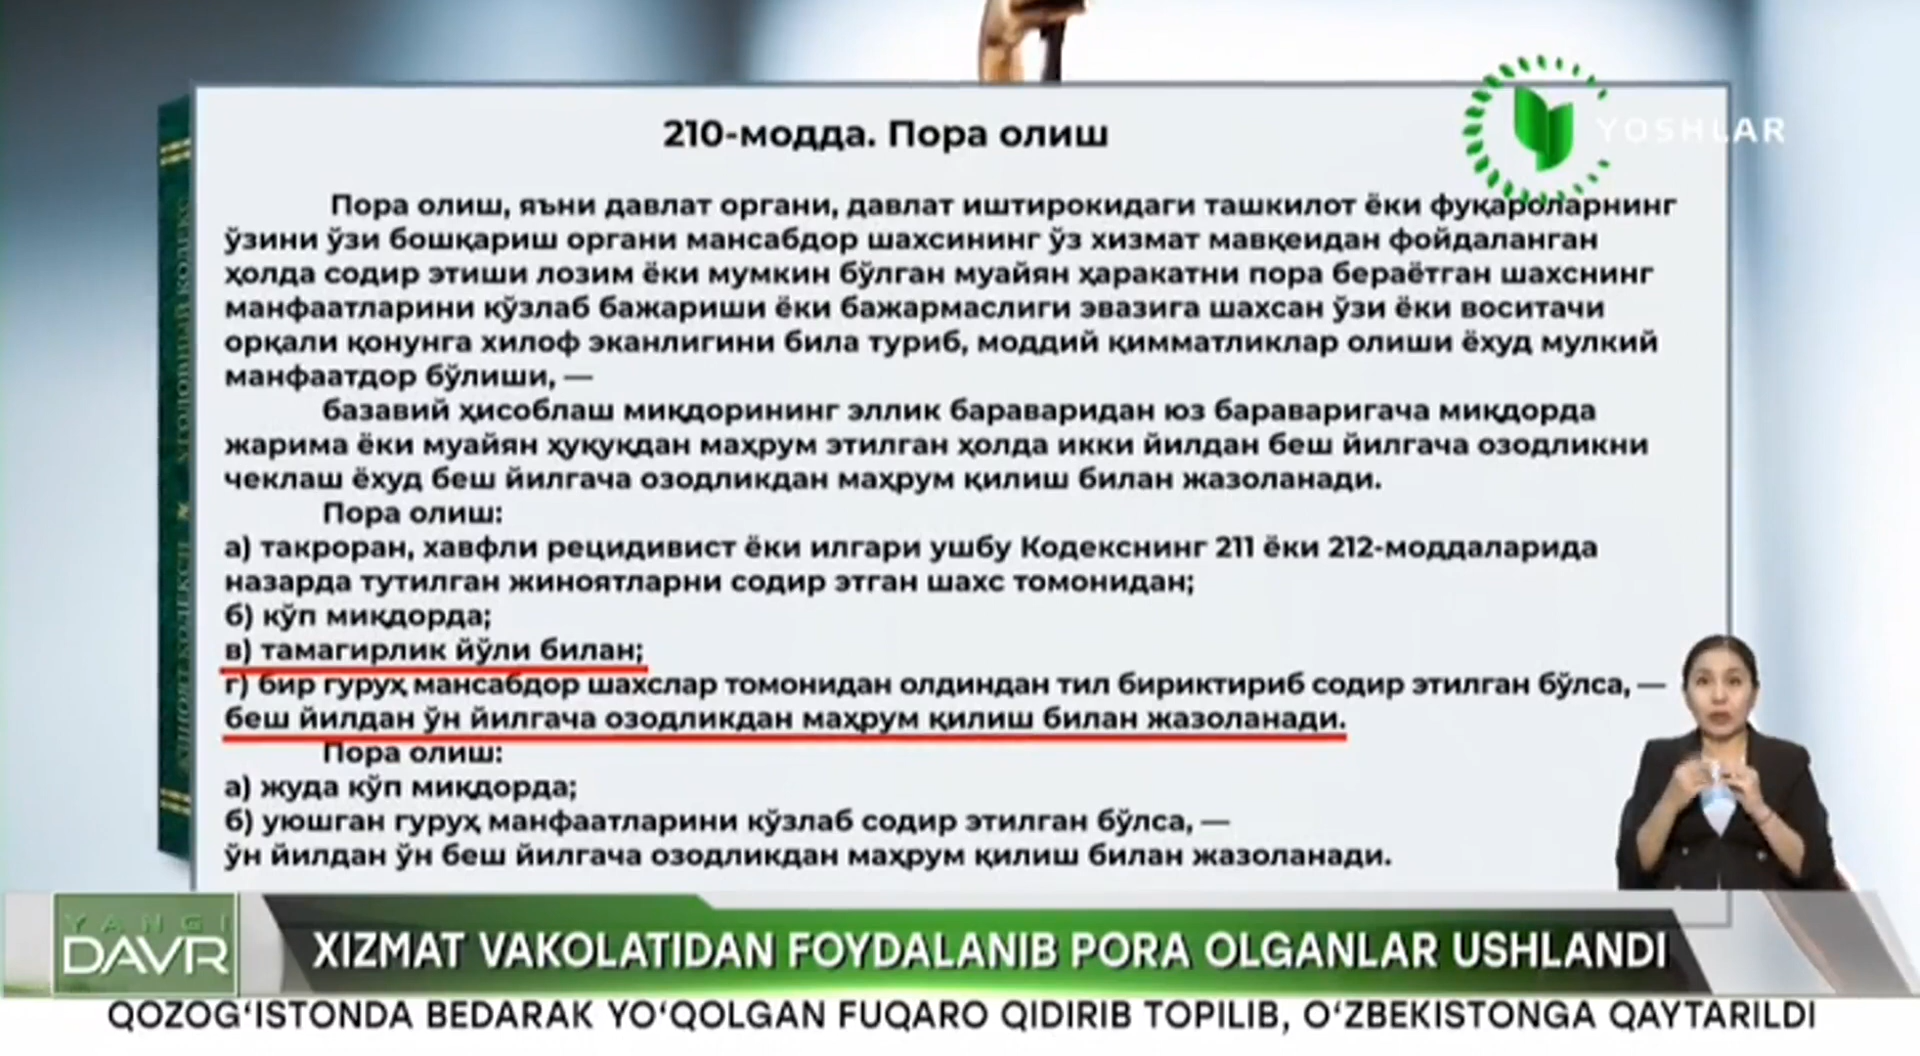 210-модда. Пора олиш
YOSHLAR
Пора олиш, яъни давлат органи, давлат иштирокидаги ташкилот ёки фуқароларнинг
ўзини ўзи бошқариш органи мансабдор шахсининг ўз хизмат мавқеидан фойдаланган
ҳолда содир этиши лозим ёки мумкин бўлган муайян ҳаракатни пора бераётган шахснинг
манфаатларини кўзлаб бажариши ёки бажармаслиги эвазига шахсан ўзи ёки воситачи
орқали қонунга хилоф эканлигини била туриб, моддий қимматликлар олиши ёхуд мулкий
манфаатдор бўлиши, —
базавий ҳисоблаш миқдорининг эллик бараваридан юз бараваригача миқдорда
жарима ёки муайян ҳуқуқдан маҳрум этилган ҳолда икки йилдан беш йилгача озодликни
чеклаш ёхуд беш йилгача озодликдан маҳрум қилиш билан жазоланади.
Пора олиш:
а) такроран, хавфли рецидивист ёки илгари ушбу Кодекснинг 211 ёки 212-моддаларида
назарда тутилган жиноятларни содир этган шахс томонидан;
б) кўп миқдорда;
в) тамагирлик йўли билан;
г) бир гуруҳ мансабдор шахслар томонидан олдиндан тил бириктириб содир этилган бўлса, —
беш йилдан ўн йилгача озодликдан маҳрум қилиш билан жазоланади.
Пора олиш:
а) жуда кўп миқдорда;
б) уюшган гуруҳ манфаатларини кўзлаб содир этилган бўлса, —
ўн йилдан ўн беш йилгача озодликдан маҳрум қилиш билан жазоланади.
YANGI
DAVR
XIZMAT VAKOLATIDAN FOYDALANIB PORA OLGANLAR USHLANDI
QOZOG‘ISTONDA BEDARAK YO‘QOLGAN FUQARO QIDIRIB TOPILIB, O‘ZBEKISTONGA QAYTARILDI